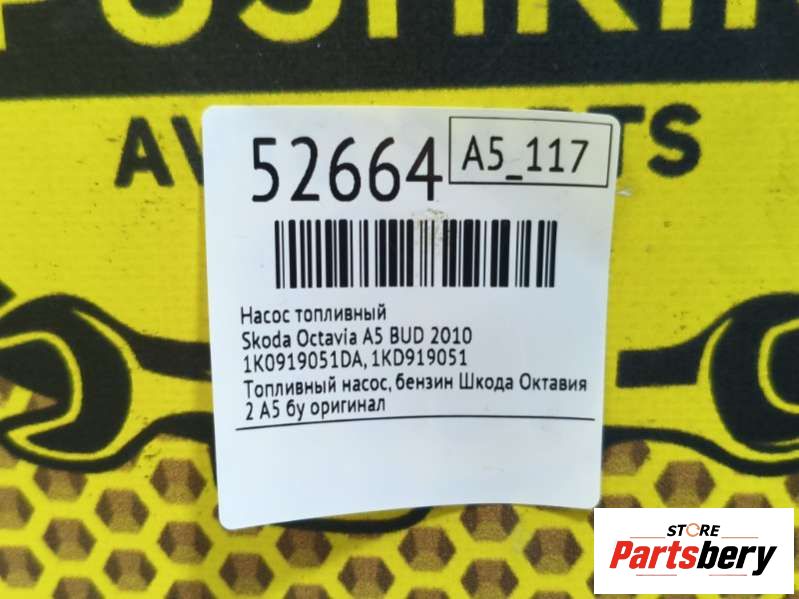 52664
A5_117
Насос топливный
Skoda Octavia A5 BUD 2010
1K0919051DA, 1KD919051
Топливный насос, бензин Шкода Октавия
2 А5 бу оригинал
STORE
Partsbery